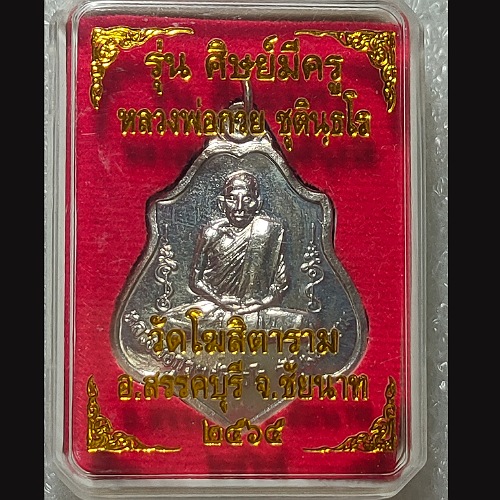 รุ่น ศิษย์มีครู
หลวงพ่อกวย ชุตินฺธโร
วัดโฆสิตาราม
อ.สรรคบุรี จ.ชัยนาท
๒๕๖๕